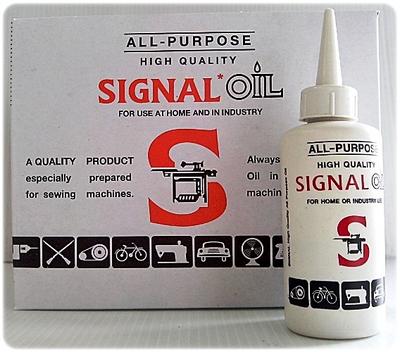 ALL-PURPOSE
HIGH QUALITY
SIGNAL* OIL
FOR USE AT HOME AND IN INDUSTRY
A QUALITY PRODUCT
especially prepared
for sewing machines.
S
Always
Oil in
machin
ALL-PURPOSE
HIGH QUALITY
SIGNAL OIL
FOR HOME OR INDUSTRY USE
S